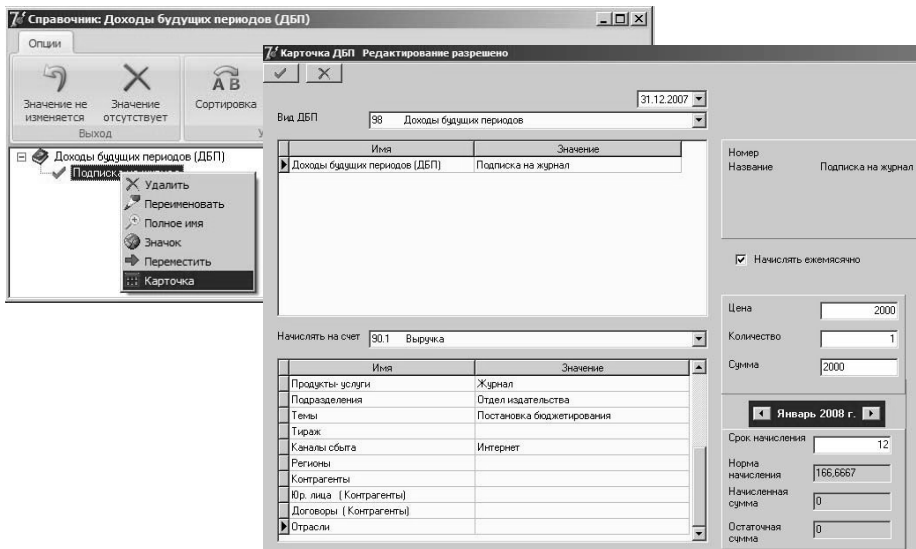 Справочник: Доходы будущих периодов (ДБП)
Опции
Значение не изменяется
Значение отсутствует
Сортировка
Выход
Доходы будущих периодов (ДБП)
Подписка
Удалить
Переименовать
Полное имя
Значок
Переместить
Карточка
Карточка ДБП Редактирование разрешено
31.12.2007
Вид ДБП 98 Доходы будущих периодов
Имя Значение
Доходы будущих периодов (ДБП) Подписка на журнал
Номер
Название Подписка на журнал
Начислять ежемясячно
Цена 2000
Количество 1
Сумма 2000
Начислять на счет 90.1 Выручка
Имя Значение
Продукты- услуги Журнал
Подразделения Отдел издательства
Темы Постановка бюджетирования
Тираж
Каналы сбыта Интернет
Регионы
Контрагенты
Юр. лица ( Контрагенты)
Договоры ( Контрагенты)
Отрасли
Январь 2008 г.
Срок начисления 12
Норма начисления 166,6667
Начисленная сумма 0
Остаточная сумма 0